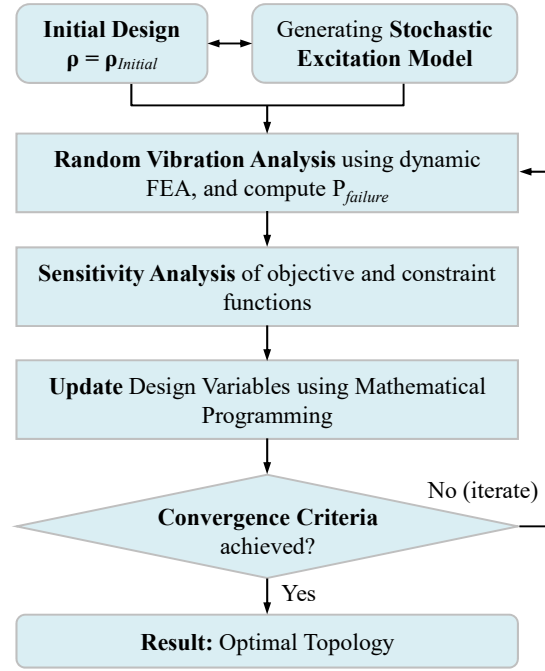 Initial Design
ρ = ρInitial
Generating Stochastic
Excitation Model
Random Vibration Analysis using dynamic
FEA, and compute Pfailure
Sensitivity Analysis of objective and constraint
functions
Update Design Variables using Mathematical
Programming
Convergence Criteria
achieved?
No (iterate)
Yes
Result: Optimal Topology